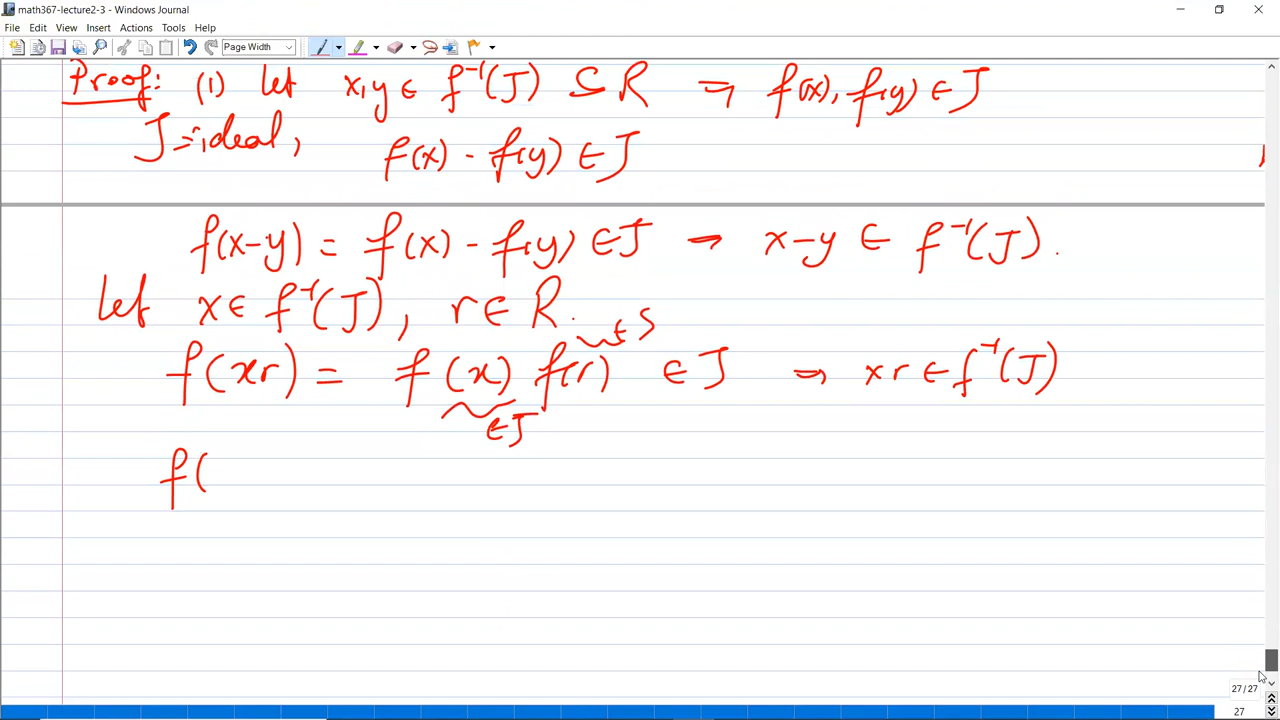 math367-lecture2-3 - Windows Journal
File Edit View Insert Actions Tools Help
Page Width
Proof: (1) let x,y ∈ f⁻¹(J) ⊆ R ⇒ f(x), f(y) ∈ J
J = ideal, f(x) - f(y) ∈ J
f(x-y) = f(x) - f(y) ∈ J ⇒ x-y ∈ f⁻¹(J).
let x ∈ f⁻¹(J), r ∈ R.
∈ S
f(xr) = f(x) f(r) ∈ J ⇒ xr ∈ f⁻¹(J)
∈ J
f(
27 / 27
27